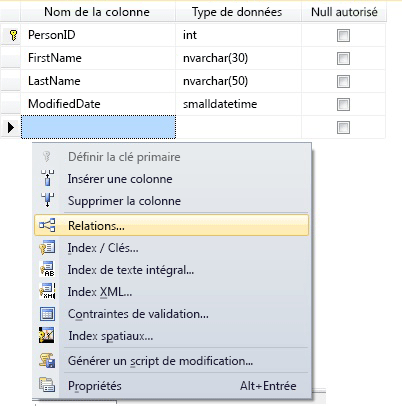 Nom de la colonne Type de données Null autorisé
PersonID int
FirstName nvarchar(30)
LastName nvarchar(50)
ModifiedDate smalldatetime
Définir la clé primaire
Insérer une colonne
Supprimer la colonne
Relations...
Index / Clés...
Index de texte intégral...
Index XML...
Contraintes de validation...
Index spatiaux...
Générer un script de modification...
Propriétés Alt+Entrée